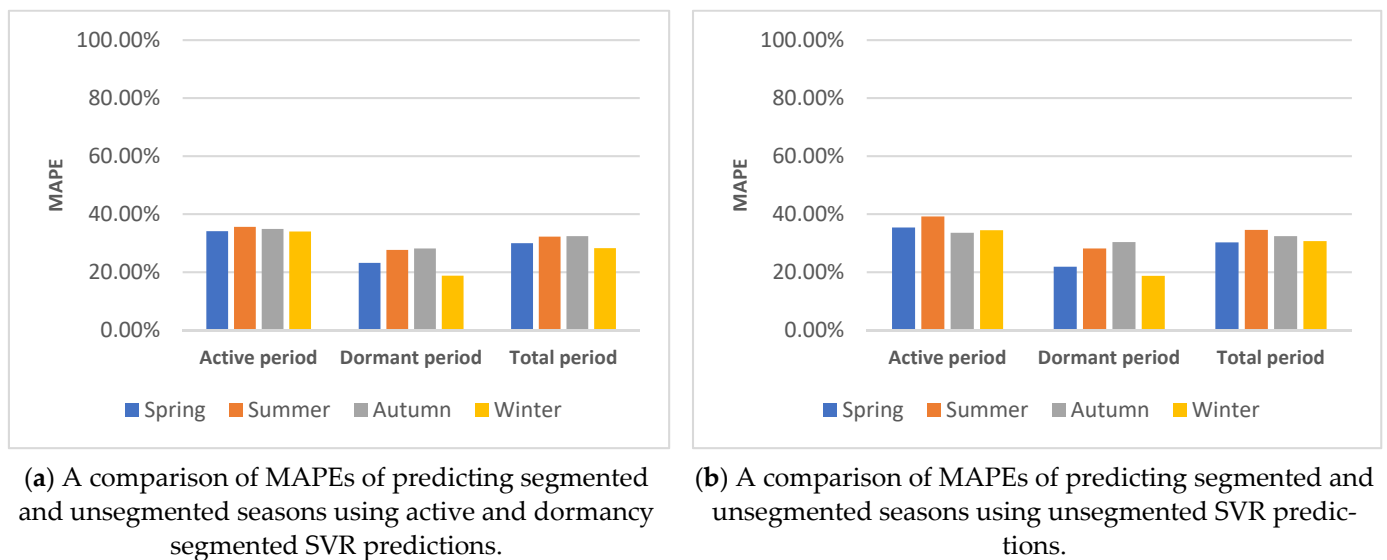 100.00%
80.00%
60.00%
40.00%
20.00%
0.00%
MAPE
Active period Dormant period Total period
Spring Summer Autumn Winter
(a) A comparison of MAPEs of predicting segmented
and unsegmented seasons using active and dormancy
segmented SVR predictions.
100.00%
80.00%
60.00%
40.00%
20.00%
0.00%
MAPE
Active period Dormant period Total period
Spring Summer Autumn Winter
(b) A comparison of MAPEs of predicting segmented and
unsegmented seasons using unsegmented SVR predic-
tions.